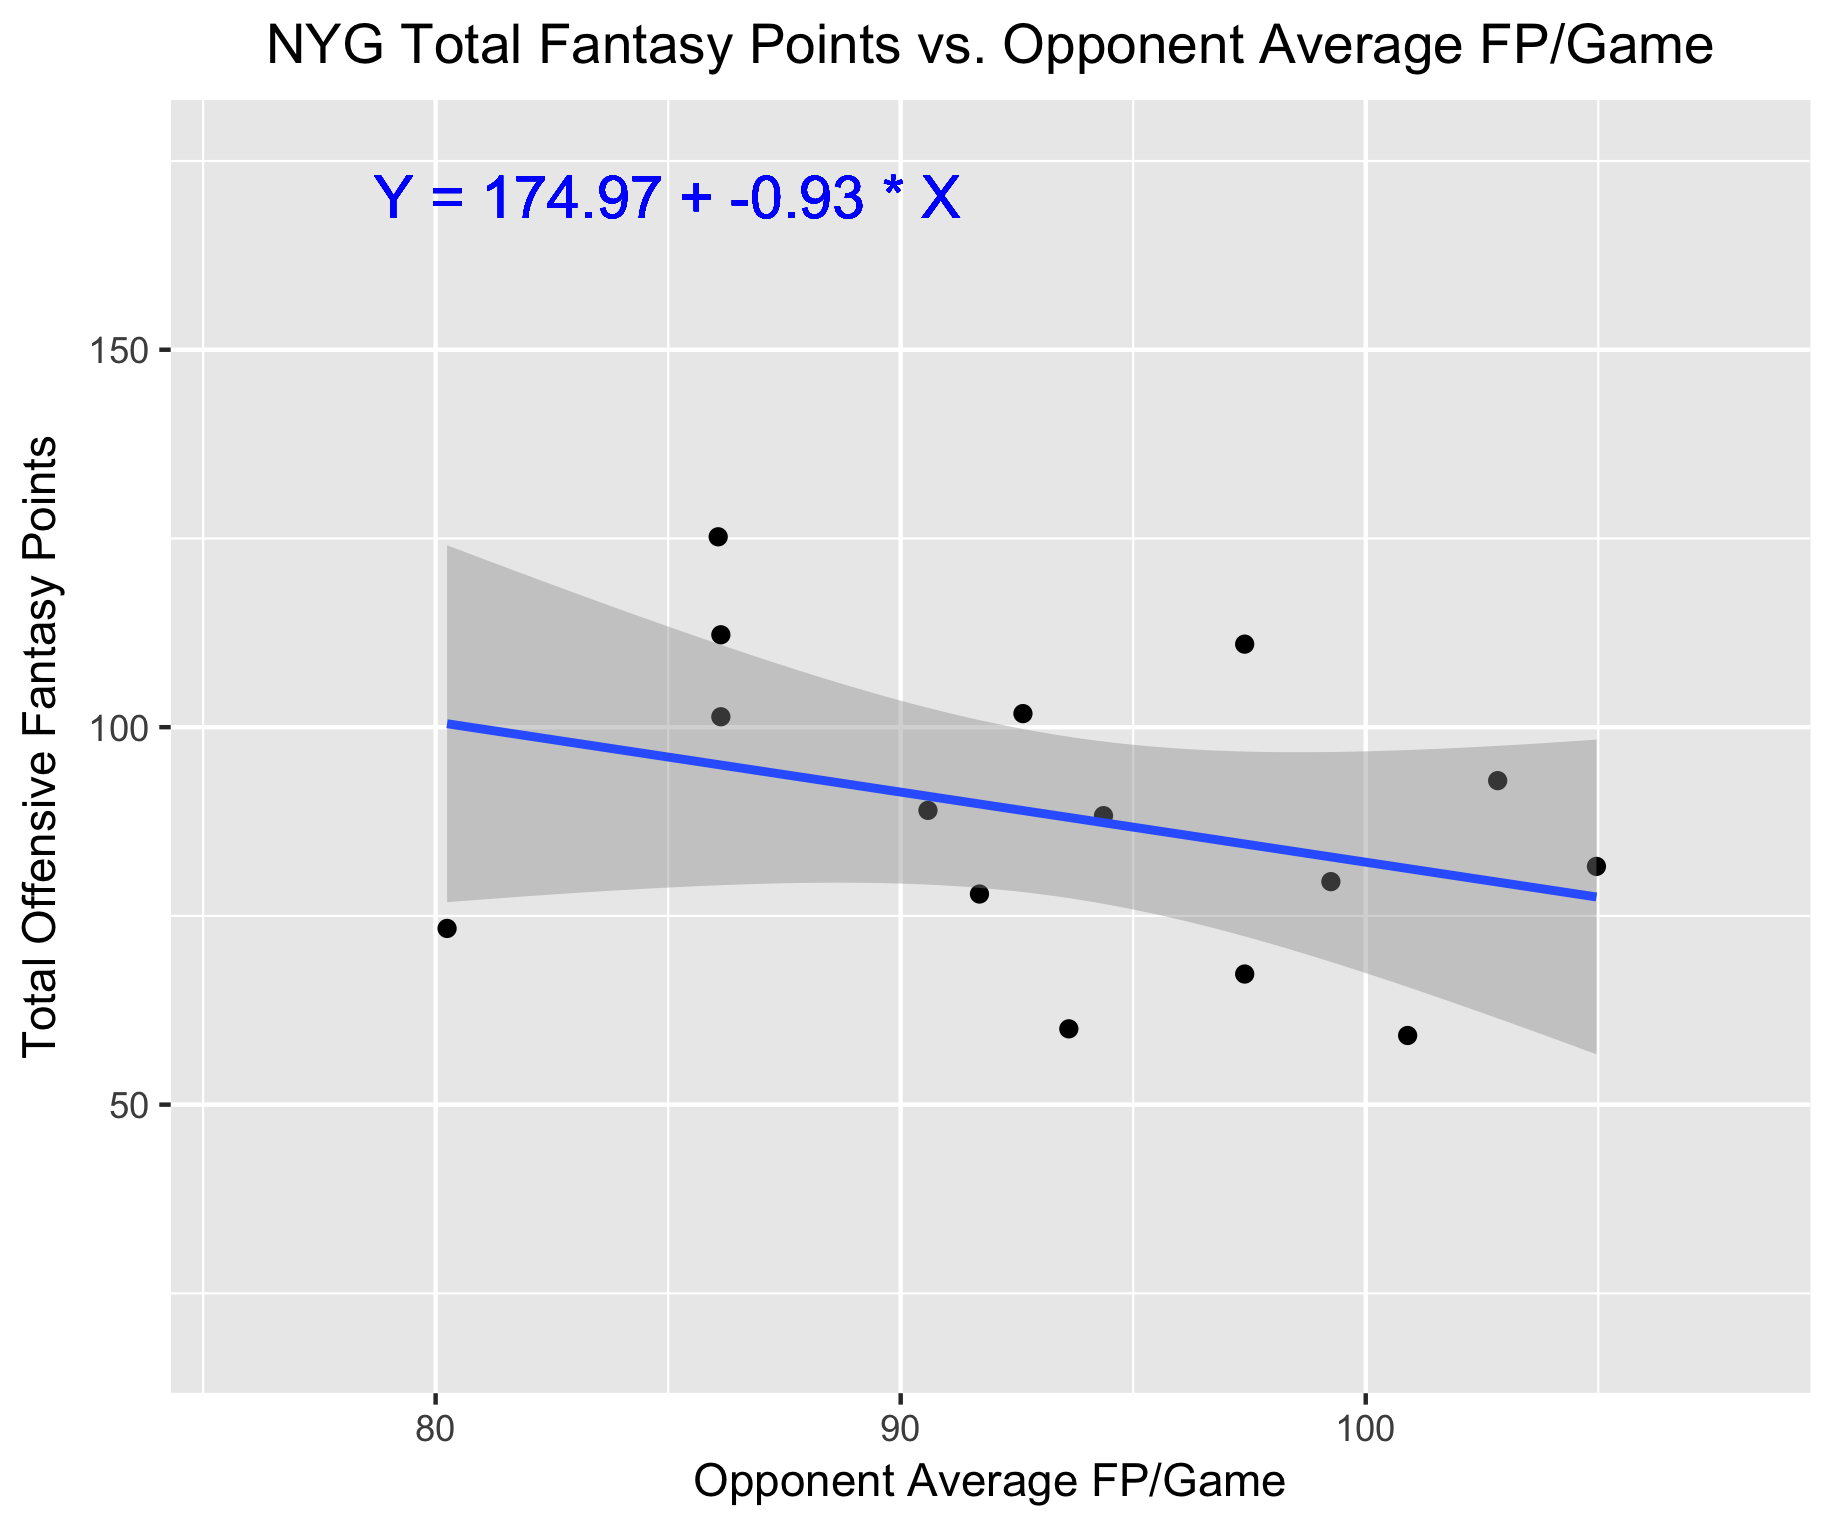 NYG Total Fantasy Points vs. Opponent Average FP/Game
Y = 174.97 + -0.93 * X
Total Offensive Fantasy Points
150
100
50
80
90
100
Opponent Average FP/Game